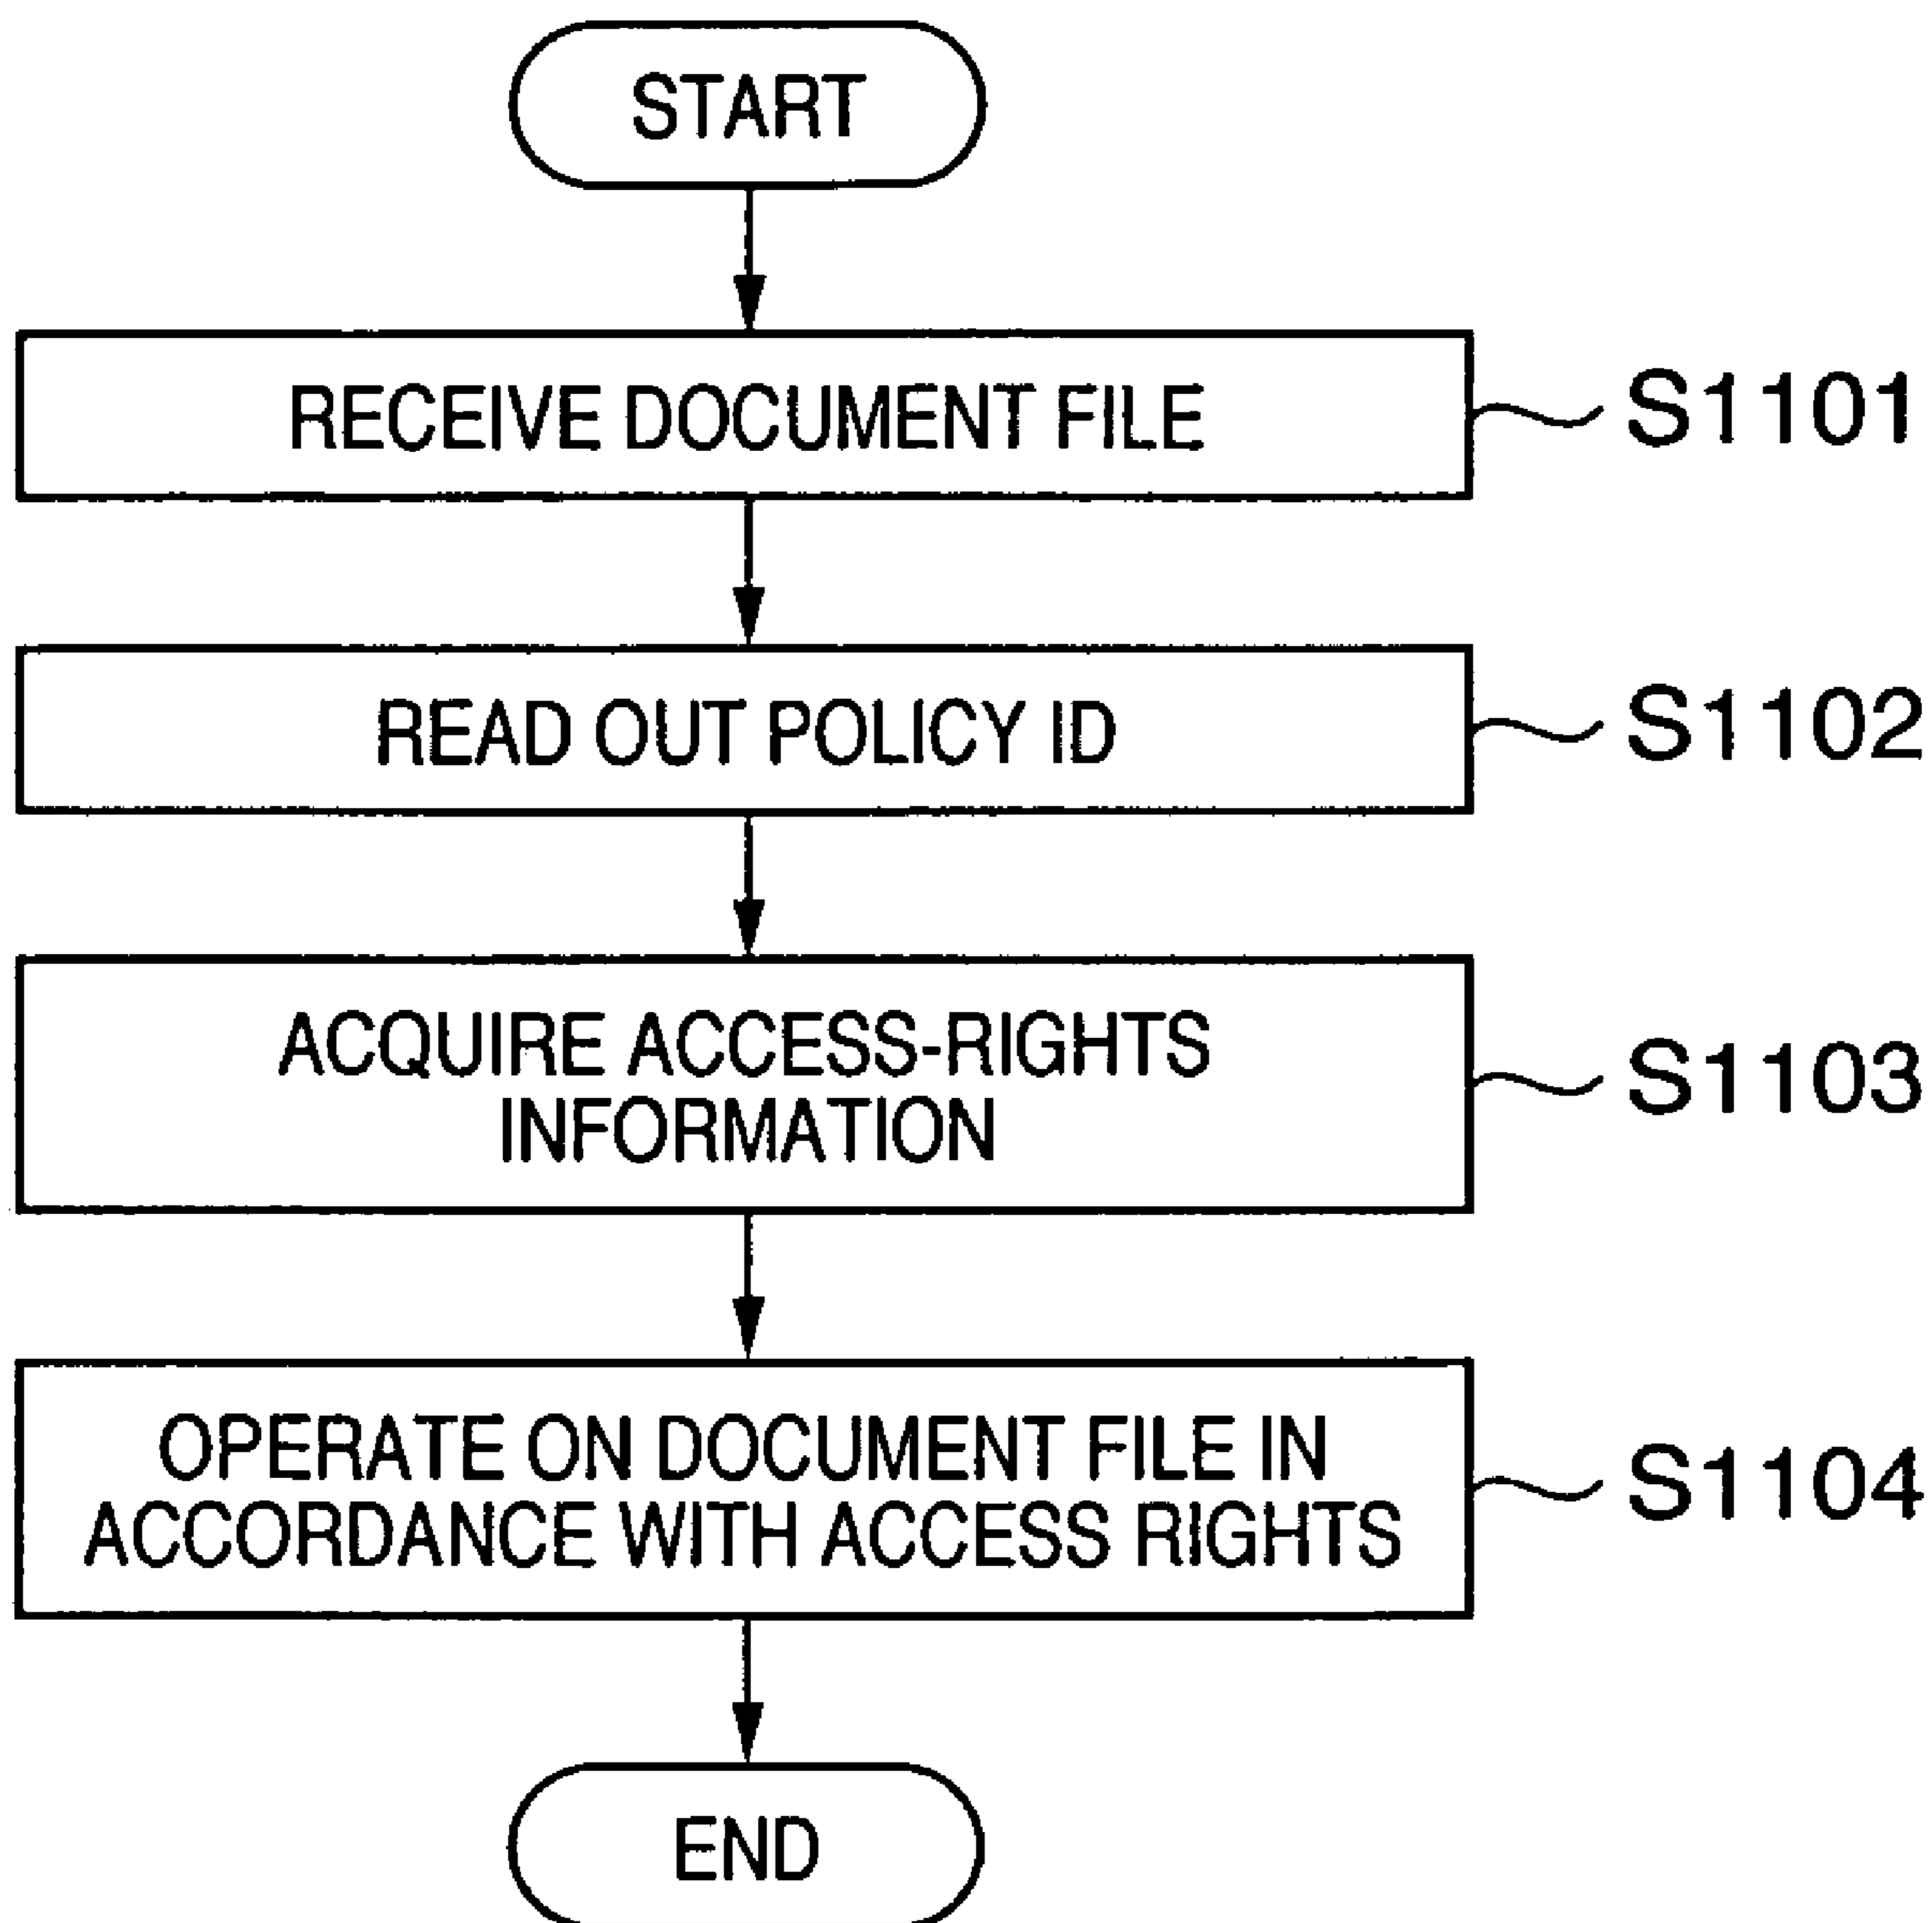 START
RECEIVE DOCUMENT FILE
S1101
READ OUT POLICY ID
S1102
ACQUIRE ACCESS-RIGHTS
INFORMATION
S1103
OPERATE ON DOCUMENT FILE IN
ACCORDANCE WITH ACCESS RIGHTS
S1104
END